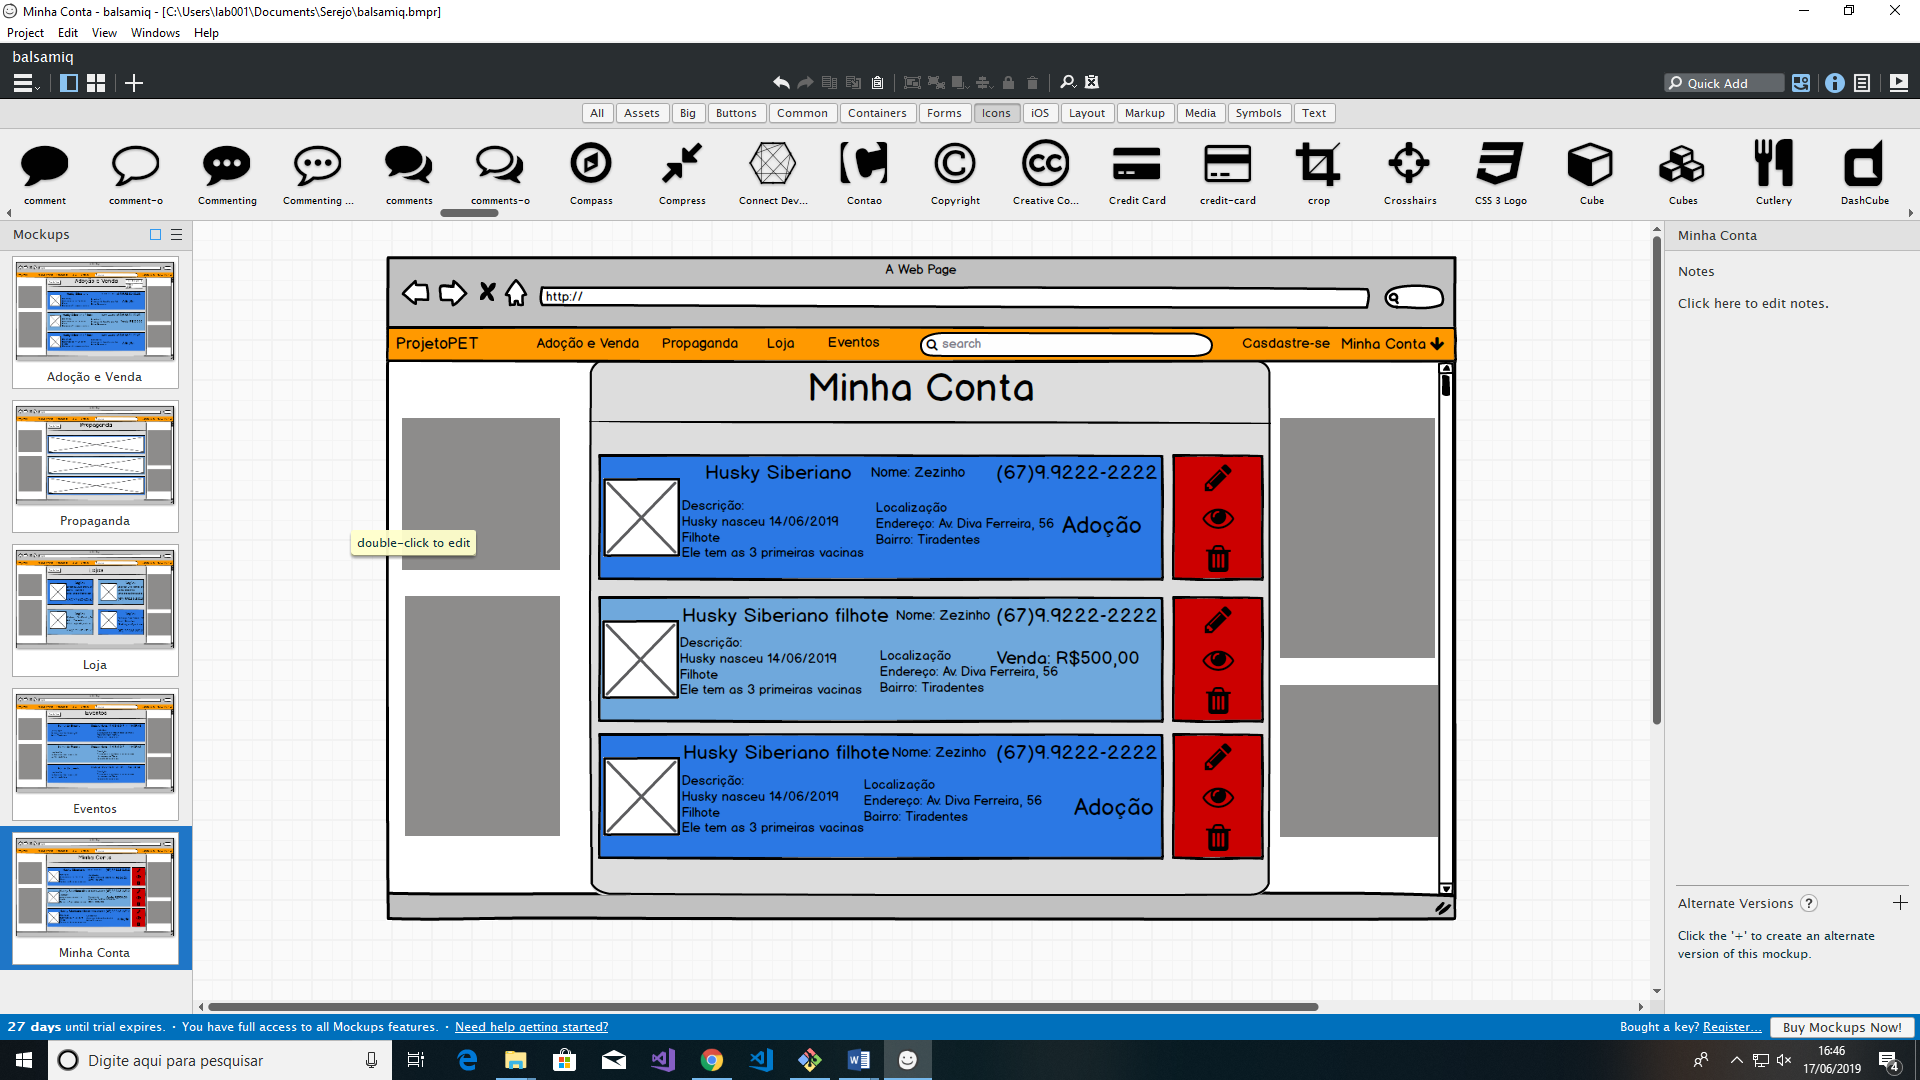 Minha Conta - balsamiq - [C:\Users\lab001\Documents\Serejo\balsamiq.bmpr]
Project Edit View Windows Help
balsamiq
Quick Add
All Assets Big Buttons Common Containers Forms Icons iOS Layout Markup Media Symbols Text
comment comment-o Commenting Commenting ... comments comments-o Compass Compress Connect Dev... Contao Copyright Creative Co... Credit Card credit-card crop Crosshairs CSS 3 Logo Cube Cubes Cutlery DashCube
Mockups
Adoção e Venda
Propaganda
Loja
Eventos
Minha Conta
A Web Page
http://
ProjetoPET Adoção e Venda Propaganda Loja Eventos search Casdastre-se Minha Conta
Minha Conta
Husky Siberiano Nome: Zezinho (67)9.9222-2222
Descrição:
Husky nasceu 14/06/2019
Filhote
Ele tem as 3 primeiras vacinas
Localização
Endereço: Av. Diva Ferreira, 56
Bairro: Tiradentes
Adoção
Husky Siberiano filhote Nome: Zezinho (67)9.9222-2222
Descrição:
Husky nasceu 14/06/2019
Filhote
Ele tem as 3 primeiras vacinas
Localização
Endereço: Av. Diva Ferreira, 56
Bairro: Tiradentes
Venda: R$500,00
Husky Siberiano filhote Nome: Zezinho (67)9.9222-2222
Descrição:
Husky nasceu 14/06/2019
Filhote
Ele tem as 3 primeiras vacinas
Localização
Endereço: Av. Diva Ferreira, 56
Bairro: Tiradentes
Adoção
double-click to edit
Minha Conta
Notes
Click here to edit notes.
Alternate Versions ?
Click the '+' to create an alternate
version of this mockup.
27 days until trial expires. · You have full access to all Mockups features. · Need help getting started?
Bought a key? Register... Buy Mockups Now!
Digite aqui para pesquisar
16:46
17/06/2019
4